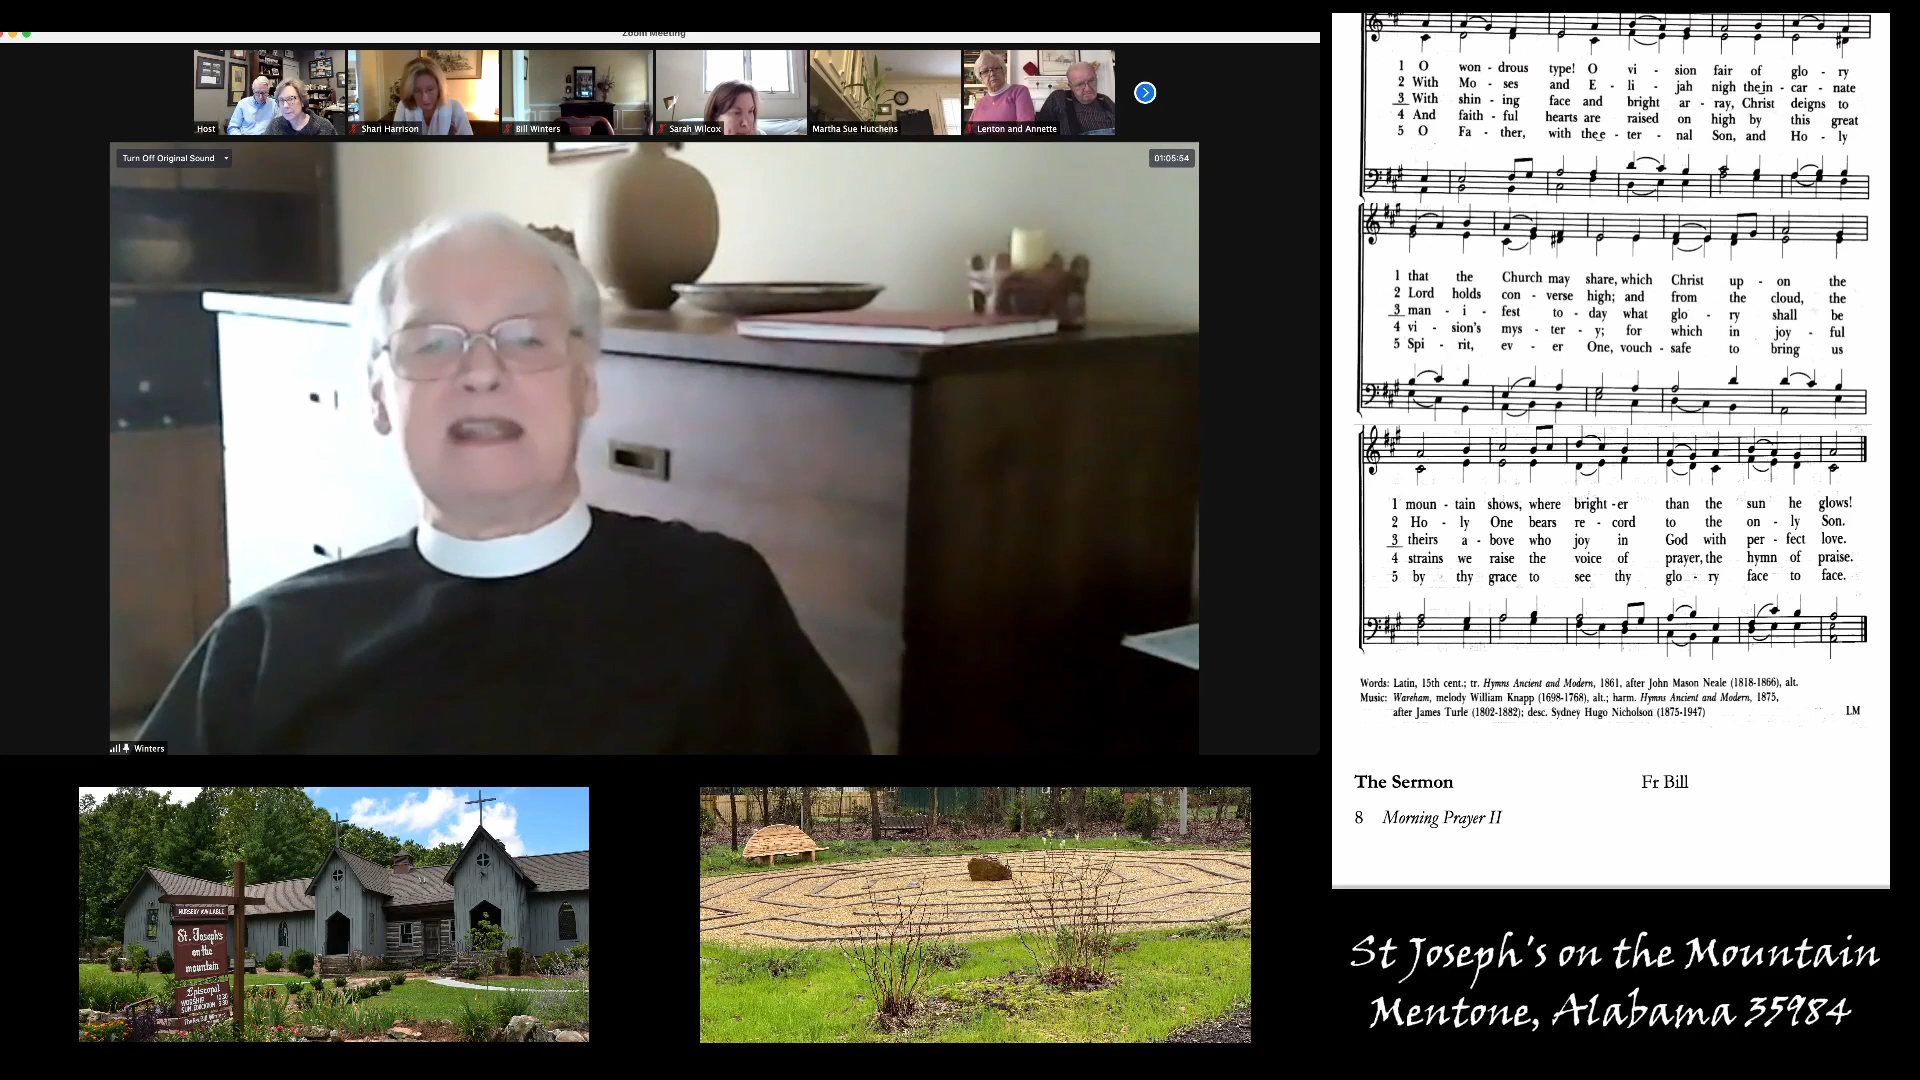 Zoom Meeting
Host
Shari Harrison
Bill Winters
Sarah Wilcox
Martha Sue Hutchens
Lenton and Annette
Turn Off Original Sound
01:05:54
Winters
1 O won - drous type! O vi - sion fair of glo - ry
2 With Mo - ses and E - li - jah nigh the in - car - nate
3 With shin - ing face and bright ar - ray, Christ deigns to
4 And faith - ful hearts are raised on high by this great
5 O Fa - ther, with the e - ter - nal Son, and Ho - ly
1 that the Church may share, which Christ up - on the
2 Lord holds con - verse high; and from the cloud, the
3 man - i - fest to - day what glo - ry shall be
4 vi - sion's mys - ter - y; for which in joy - ful
5 Spi - rit, ev - er One, vouch - safe to bring us
1 moun - tain shows, where bright - er than the sun he glows!
2 Ho - ly One bears re - cord to the on - ly Son.
3 theirs a - bove who joy in God with per - fect love.
4 strains we raise the voice of prayer, the hymn of praise.
5 by thy grace to see thy glo - ry face to face.
Words: Latin, 15th cent.; tr. Hymns Ancient and Modern, 1861, after John Mason Neale (1818-1866), alt.
Music: Wareham, melody William Knapp (1698-1768), alt.; harm. Hymns Ancient and Modern, 1875,
after James Turle (1802-1882); desc. Sydney Hugo Nicholson (1875-1947) LM
The Sermon Fr Bill
8 Morning Prayer II
NURSERY AVAILABLE
St. Joseph's
on the
mountain
Episcopal
WORSHIP
St Joseph's on the Mountain
Mentone, Alabama 35984